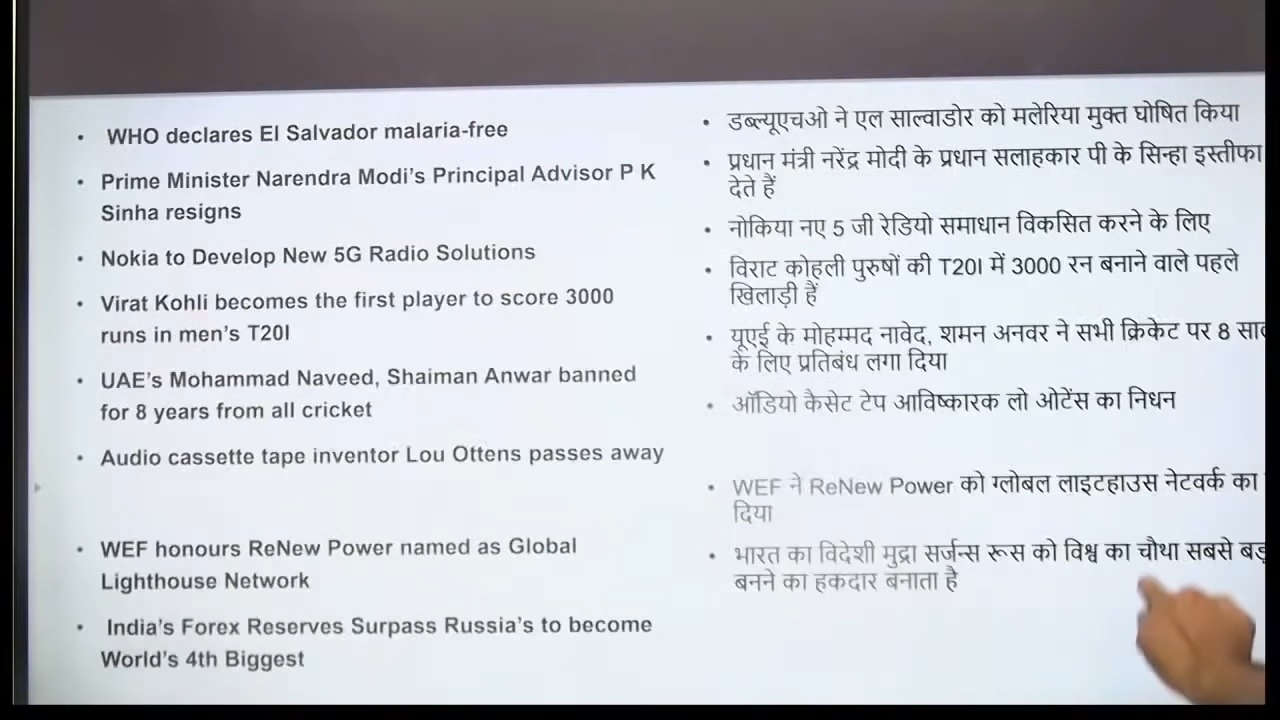 WHO declares El Salvador malaria-free
Prime Minister Narendra Modi's Principal Advisor P K
Sinha resigns
Nokia to Develop New 5G Radio Solutions
Virat Kohli becomes the first player to score 3000
runs in men's T20I
UAE's Mohammad Naveed, Shaiman Anwar banned
for 8 years from all cricket
Audio cassette tape inventor Lou Ottens passes away
WEF honours ReNew Power named as Global
Lighthouse Network
India's Forex Reserves Surpass Russia's to become
World's 4th Biggest
डब्ल्यूएचओ ने एल साल्वाडोर को मलेरिया मुक्त घोषित किया
प्रधान मंत्री नरेंद्र मोदी के प्रधान सलाहकार पी के सिन्हा इस्तीफा
देते हैं
नोकिया नए 5 जी रेडियो समाधान विकसित करने के लिए
विराट कोहली पुरुषों की T20I में 3000 रन बनाने वाले पहले
खिलाड़ी हैं
यूएई के मोहम्मद नावेद, शमन अनवर ने सभी क्रिकेट पर 8
के लिए प्रतिबंध लगा दिया
ऑडियो कैसेट टेप आविष्कारक लो ओटेंस का निधन
WEF ने ReNew Power को ग्लोबल लाइटहाउस नेटवर्क का
दिया
भारत का विदेशी मुद्रा सर्जन्स रूस को विश्व का चौथा सबसे
बनने का हकदार बनाता है